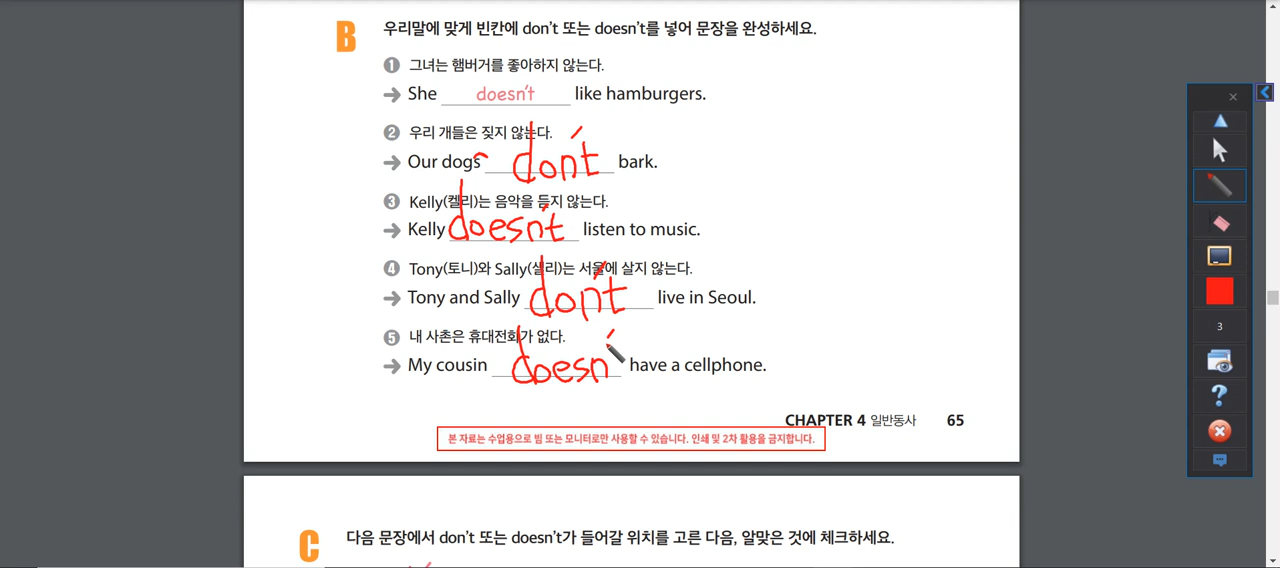 B 우리말에 맞게 빈칸에 don't 또는 doesn't를 넣어 문장을 완성하세요.
1 그녀는 햄버거를 좋아하지 않는다.
→ She doesn't like hamburgers.
2 우리 개들은 짖지 않는다.
→ Our dogs don't bark.
3 Kelly(켈리)는 음악을 듣지 않는다.
→ Kelly doesn't listen to music.
4 Tony(토니)와 Sally(샐리)는 서울에 살지 않는다.
→ Tony and Sally don't live in Seoul.
5 내 사촌은 휴대전화가 없다.
→ My cousin doesn' have a cellphone.
CHAPTER 4 일반동사 65
본 자료는 수업용으로 빔 또는 모니터로만 사용할 수 있습니다. 인쇄 및 2차 활용을 금지합니다.
C 다음 문장에서 don't 또는 doesn't가 들어갈 위치를 고른 다음, 알맞은 것에 체크하세요.
3